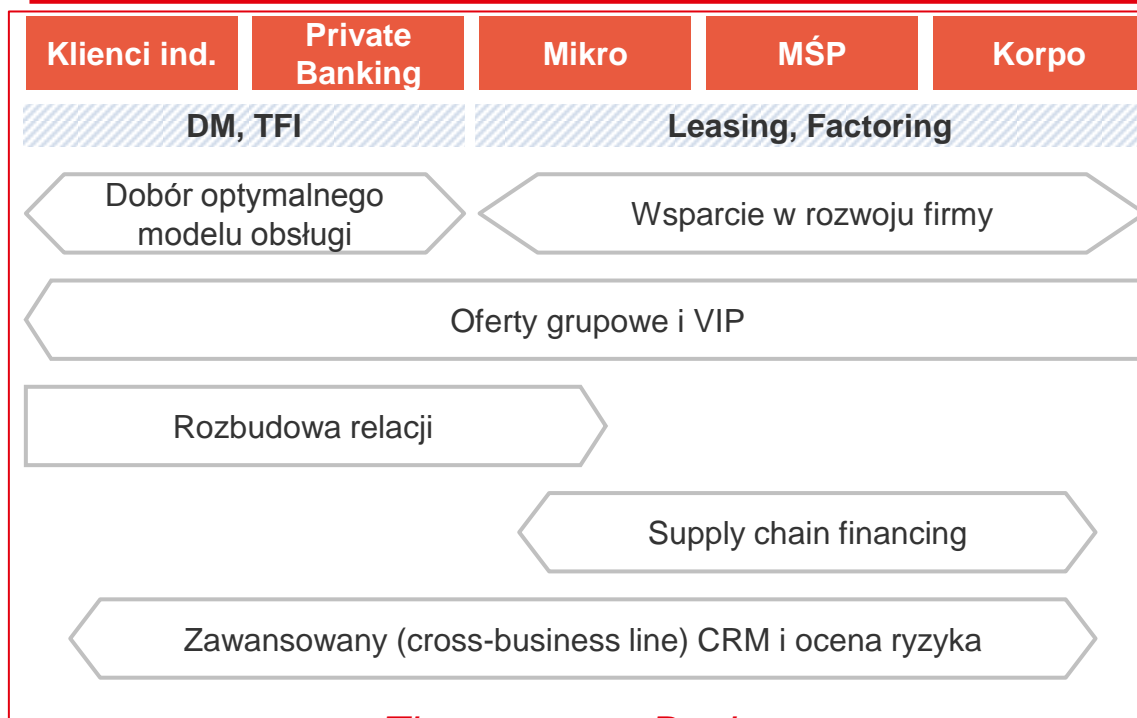 Klienci ind.
Private
Banking
Mikro
MŚP
Korpo
DM, TFI
Leasing, Factoring
Dobór optymalnego
modelu obsługi
Wsparcie w rozwoju firmy
Oferty grupowe i VIP
Rozbudowa relacji
Supply chain financing
Zawansowany (cross-business line) CRM i ocena ryzyka